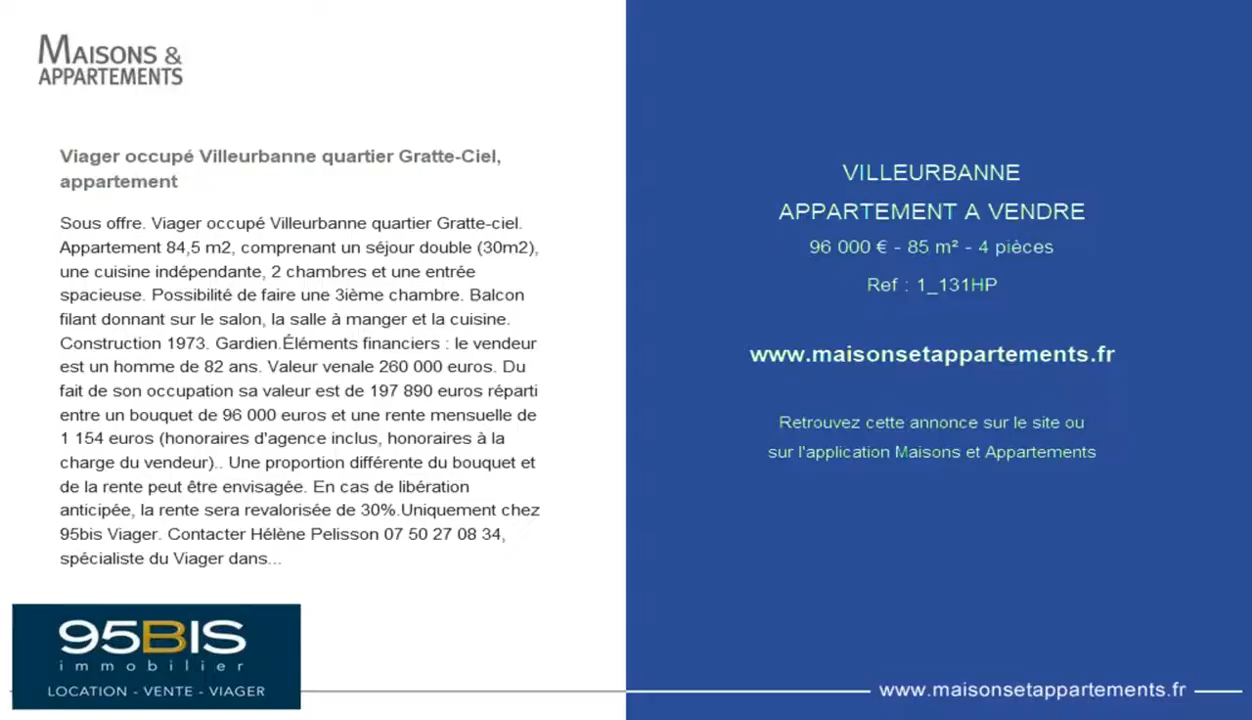 MAISONS &
APPARTEMENTS
Viager occupé Villeurbanne quartier Gratte-Ciel,
appartement
Sous offre. Viager occupé Villeurbanne quartier Gratte-ciel.
Appartement 84,5 m2, comprenant un séjour double (30m2),
une cuisine indépendante, 2 chambres et une entrée
spacieuse. Possibilité de faire une 3ième chambre. Balcon
filant donnant sur le salon, la salle à manger et la cuisine.
Construction 1973. Gardien.Éléments financiers : le vendeur
est un homme de 82 ans. Valeur venale 260 000 euros. Du
fait de son occupation sa valeur est de 197 890 euros réparti
entre un bouquet de 96 000 euros et une rente mensuelle de
1 154 euros (honoraires d'agence inclus, honoraires à la
charge du vendeur).. Une proportion différente du bouquet et
de la rente peut être envisagée. En cas de libération
anticipée, la rente sera revalorisée de 30%.Uniquement chez
95bis Viager. Contacter Hélène Pelisson 07 50 27 08 34,
spécialiste du Viager dans...
95BIS
immobilier
LOCATION - VENTE - VIAGER
VILLEURBANNE
APPARTEMENT A VENDRE
96 000 € - 85 m² - 4 pièces
Ref : 1_131HP
www.maisonsetappartements.fr
Retrouvez cette annonce sur le site ou
sur l'application Maisons et Appartements
www.maisonsetappartements.fr